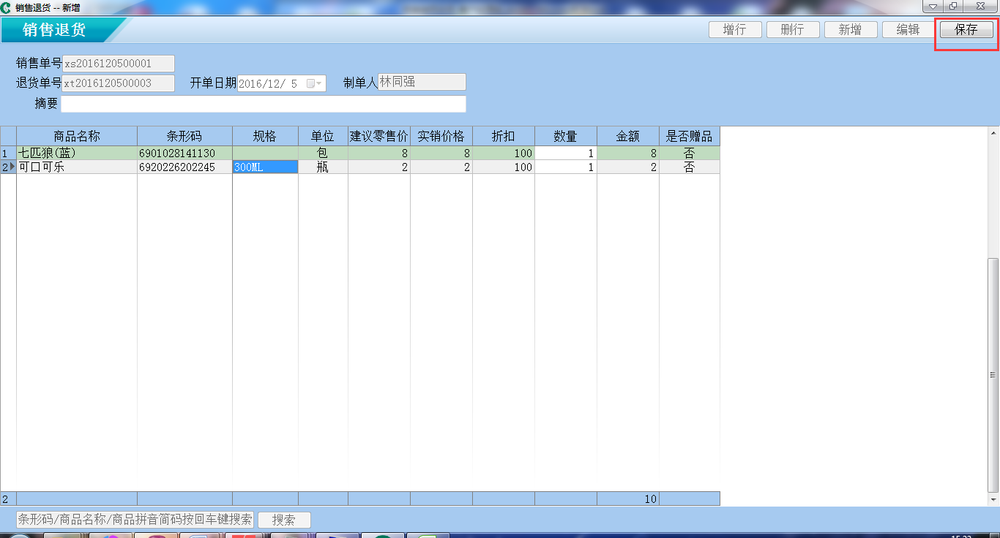 销售退货 -- 新增
销售退货
增行 删行 新增 编辑 保存
销售单号 xs2016120500001
退货单号 xt2016120500003 开单日期 2016/12/ 5 制单人 林同强
摘要
商品名称 条形码 规格 单位 建议零售价 实销价格 折扣 数量 金额 是否赠品
1 七匹狼(蓝) 6901028141130 包 8 8 100 1 8 否
2 可口可乐 6920226202245 300ML 瓶 2 2 100 1 2 否
2 10
条形码/商品名称/商品拼音简码按回车键搜索 搜索